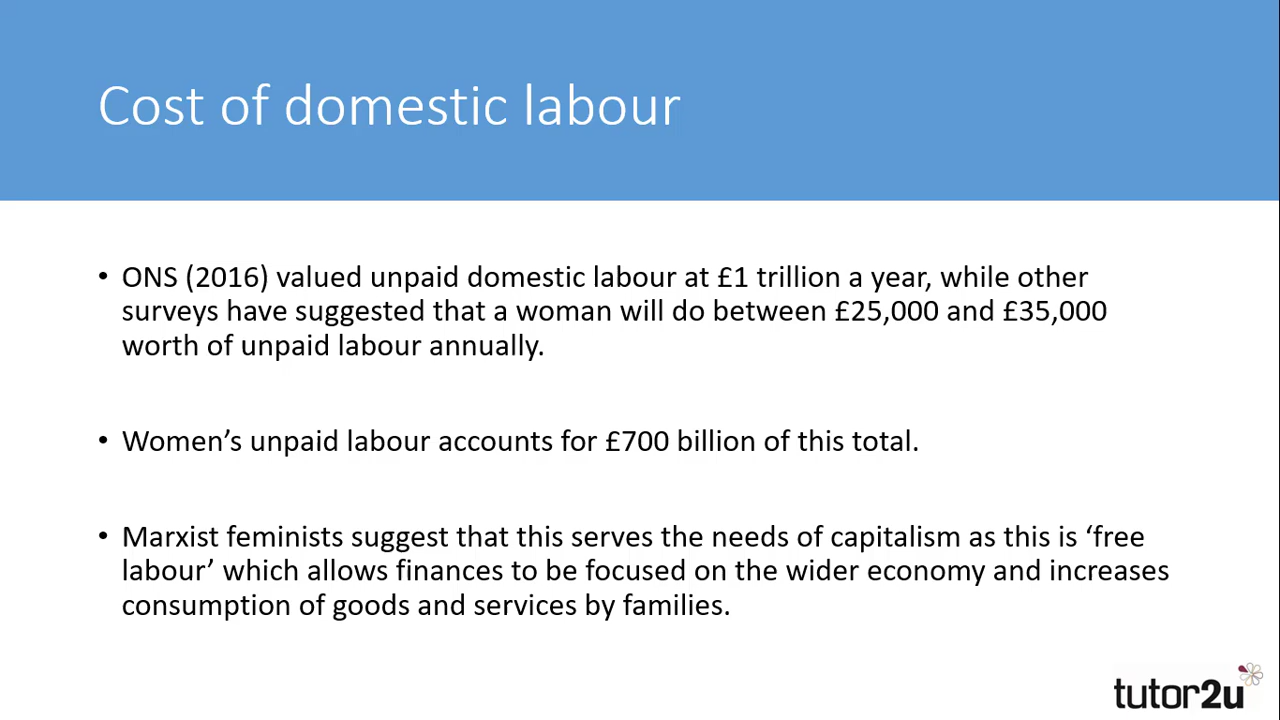 Cost of domestic labour
• ONS (2016) valued unpaid domestic labour at £1 trillion a year, while other
surveys have suggested that a woman will do between £25,000 and £35,000
worth of unpaid labour annually.
• Women’s unpaid labour accounts for £700 billion of this total.
• Marxist feminists suggest that this serves the needs of capitalism as this is ‘free
labour’ which allows finances to be focused on the wider economy and increases
consumption of goods and services by families.
tutor2u